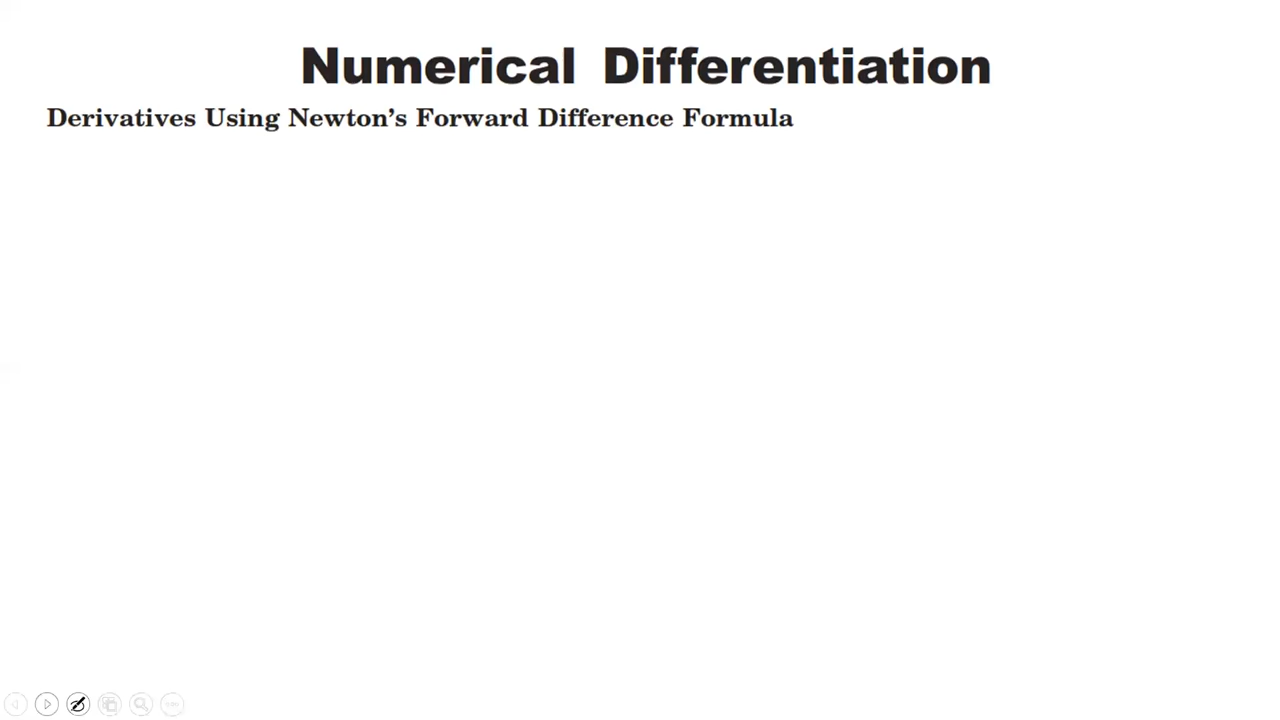 Numerical Differentiation
Derivatives Using Newton's Forward Difference Formula